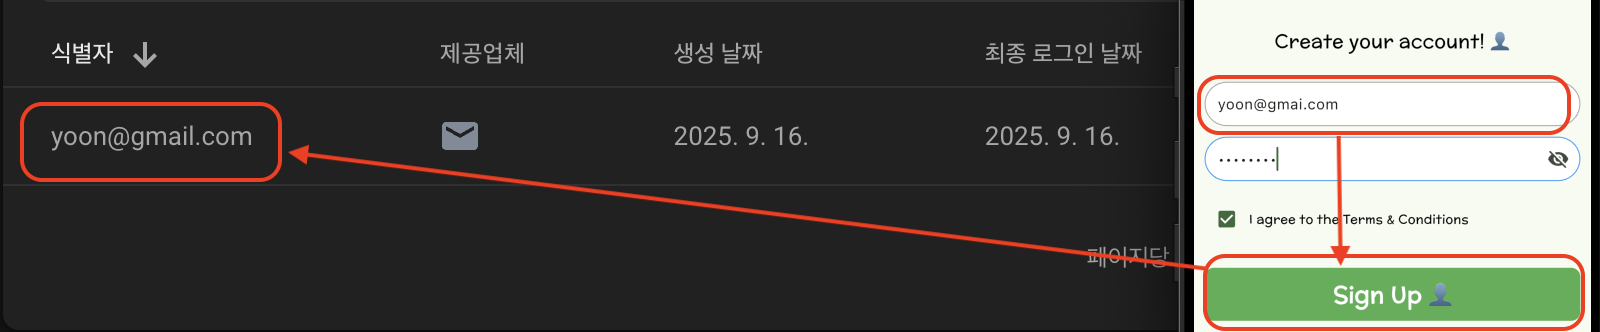 식별자 제공업체 생성 날짜 최종 로그인 날짜
yoon@gmail.com 2025. 9. 16. 2025. 9. 16.
페이지당
Create your account!
yoon@gmai.com
I agree to the Terms & Conditions
Sign Up